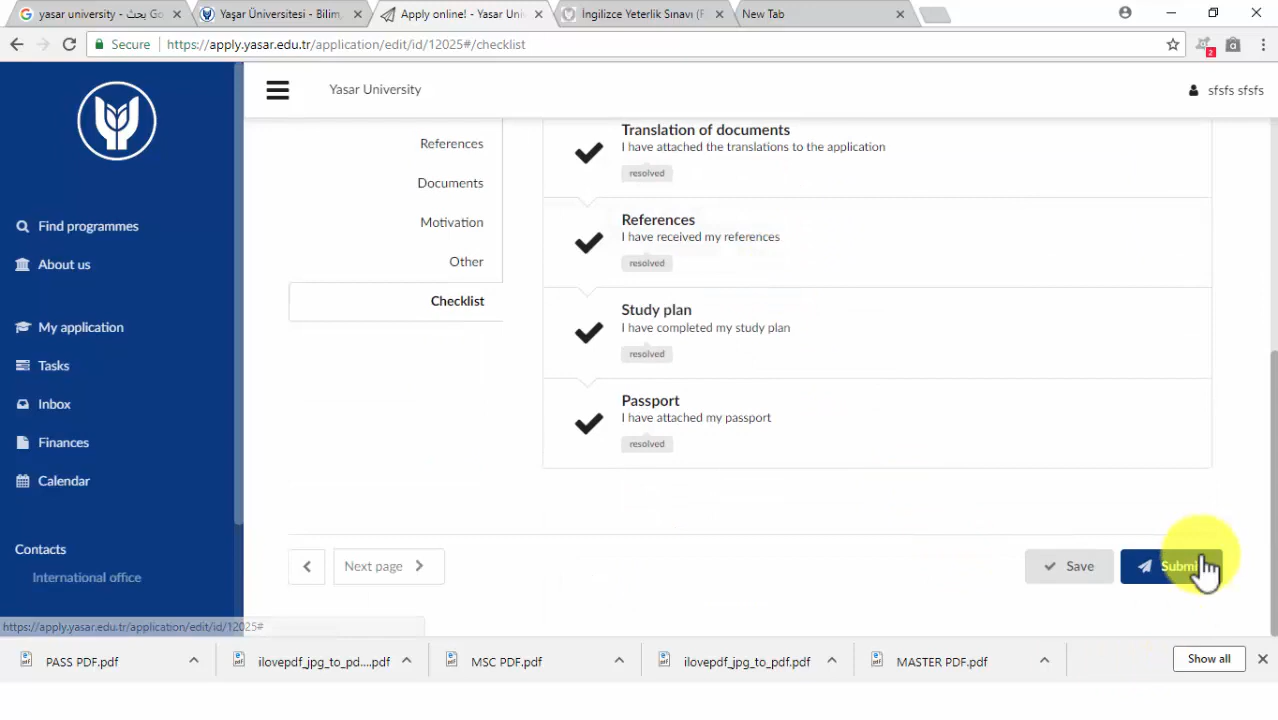 yasar university - بحث Go
Yaşar Üniversitesi - Bilim,
Apply online! - Yasar Uni
İngilizce Yeterlik Sınavı (F
New Tab
Secure
https://apply.yasar.edu.tr/application/edit/id/12025#/checklist
2
Yasar University
sfsfs sfsfs
Find programmes
About us
My application
Tasks
Inbox
Finances
Calendar
Contacts
International office
References
Documents
Motivation
Other
Checklist
Translation of documents
I have attached the translations to the application
resolved
References
I have received my references
resolved
Study plan
I have completed my study plan
resolved
Passport
I have attached my passport
resolved
Next page
Save
Submi
https://apply.yasar.edu.tr/application/edit/id/12025#
PASS PDF.pdf
ilovepdf_jpg_to_pd....pdf
MSC PDF.pdf
ilovepdf_jpg_to_pdf.pdf
MASTER PDF.pdf
Show all